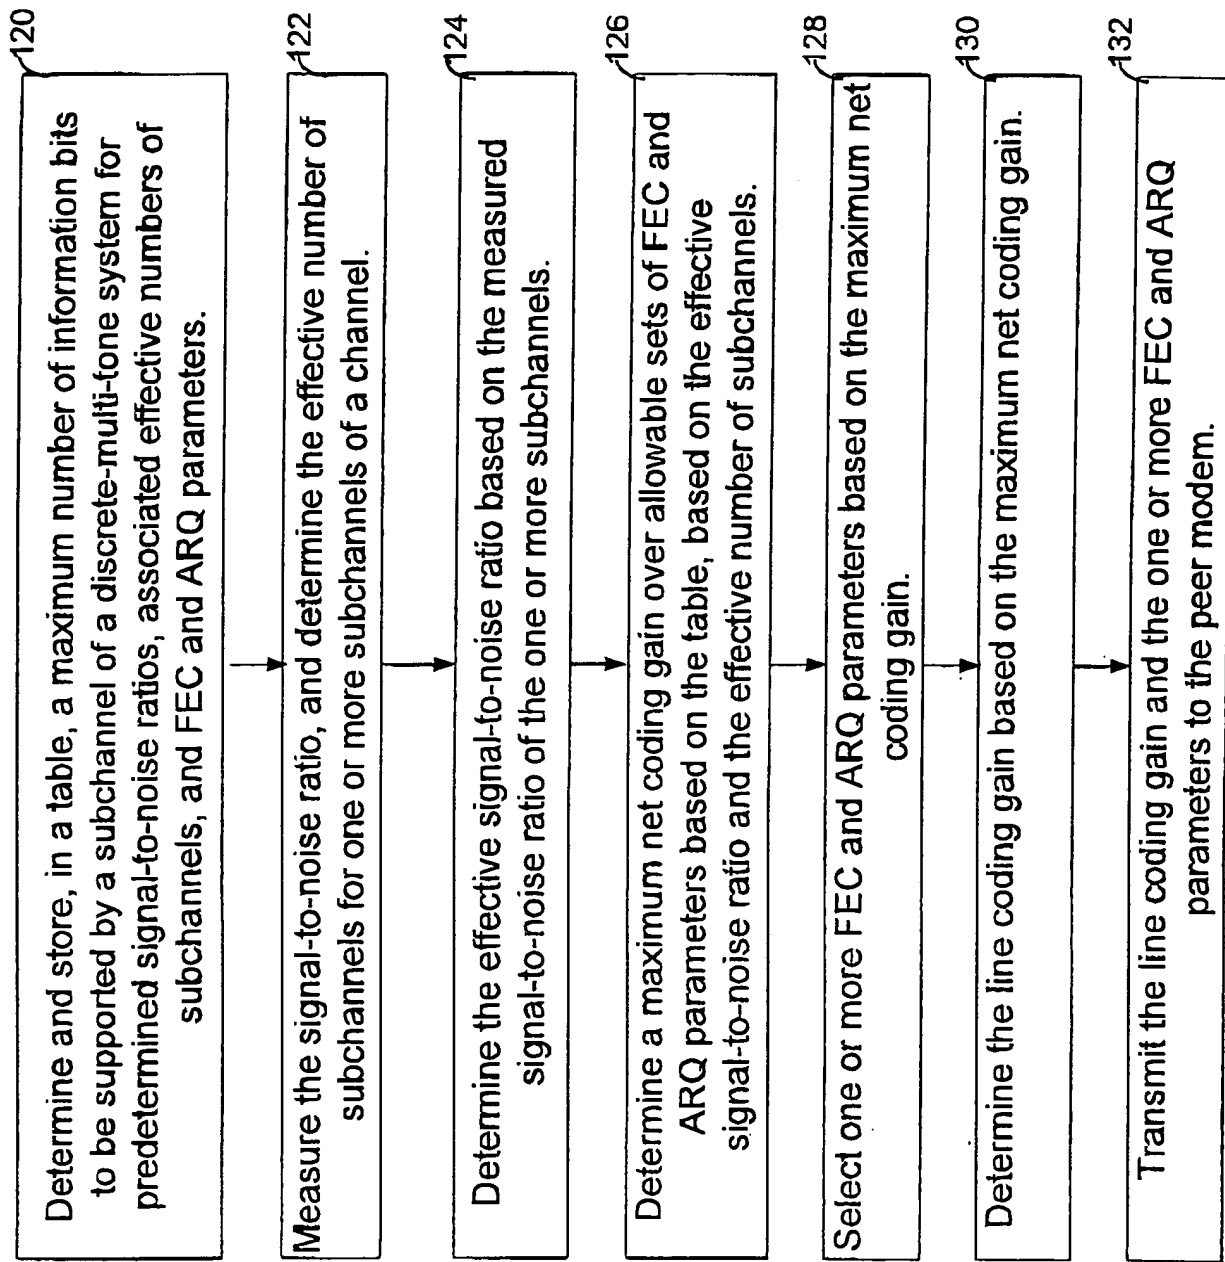 120
Determine and store, in a table, a maximum number of information bits
to be supported by a subchannel of a discrete-multi-tone system for
predetermined signal-to-noise ratios, associated effective numbers of
subchannels, and FEC and ARQ parameters.
122
Measure the signal-to-noise ratio, and determine the effective number of
subchannels for one or more subchannels of a channel.
124
Determine the effective signal-to-noise ratio based on the measured
signal-to-noise ratio of the one or more subchannels.
126
Determine a maximum net coding gain over allowable sets of FEC and
ARQ parameters based on the table, based on the effective
signal-to-noise ratio and the effective number of subchannels.
128
Select one or more FEC and ARQ parameters based on the maximum net
coding gain.
130
Determine the line coding gain based on the maximum net coding gain.
132
Transmit the line coding gain and the one or more FEC and ARQ
parameters to the peer modem.